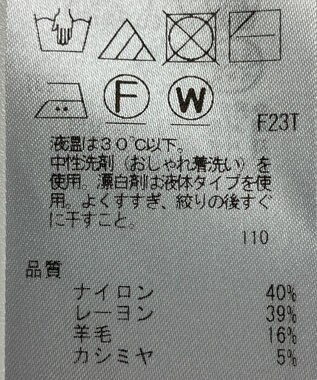 F W
F23T
液温は30℃以下。
中性洗剤（おしゃれ着洗い）を
使用。漂白剤は液体タイプを使
用。よくすすぎ、絞りの後すぐ
に干すこと。
110
品質
ナイロン 40%
レーヨン 39%
羊毛 16%
カシミヤ 5%